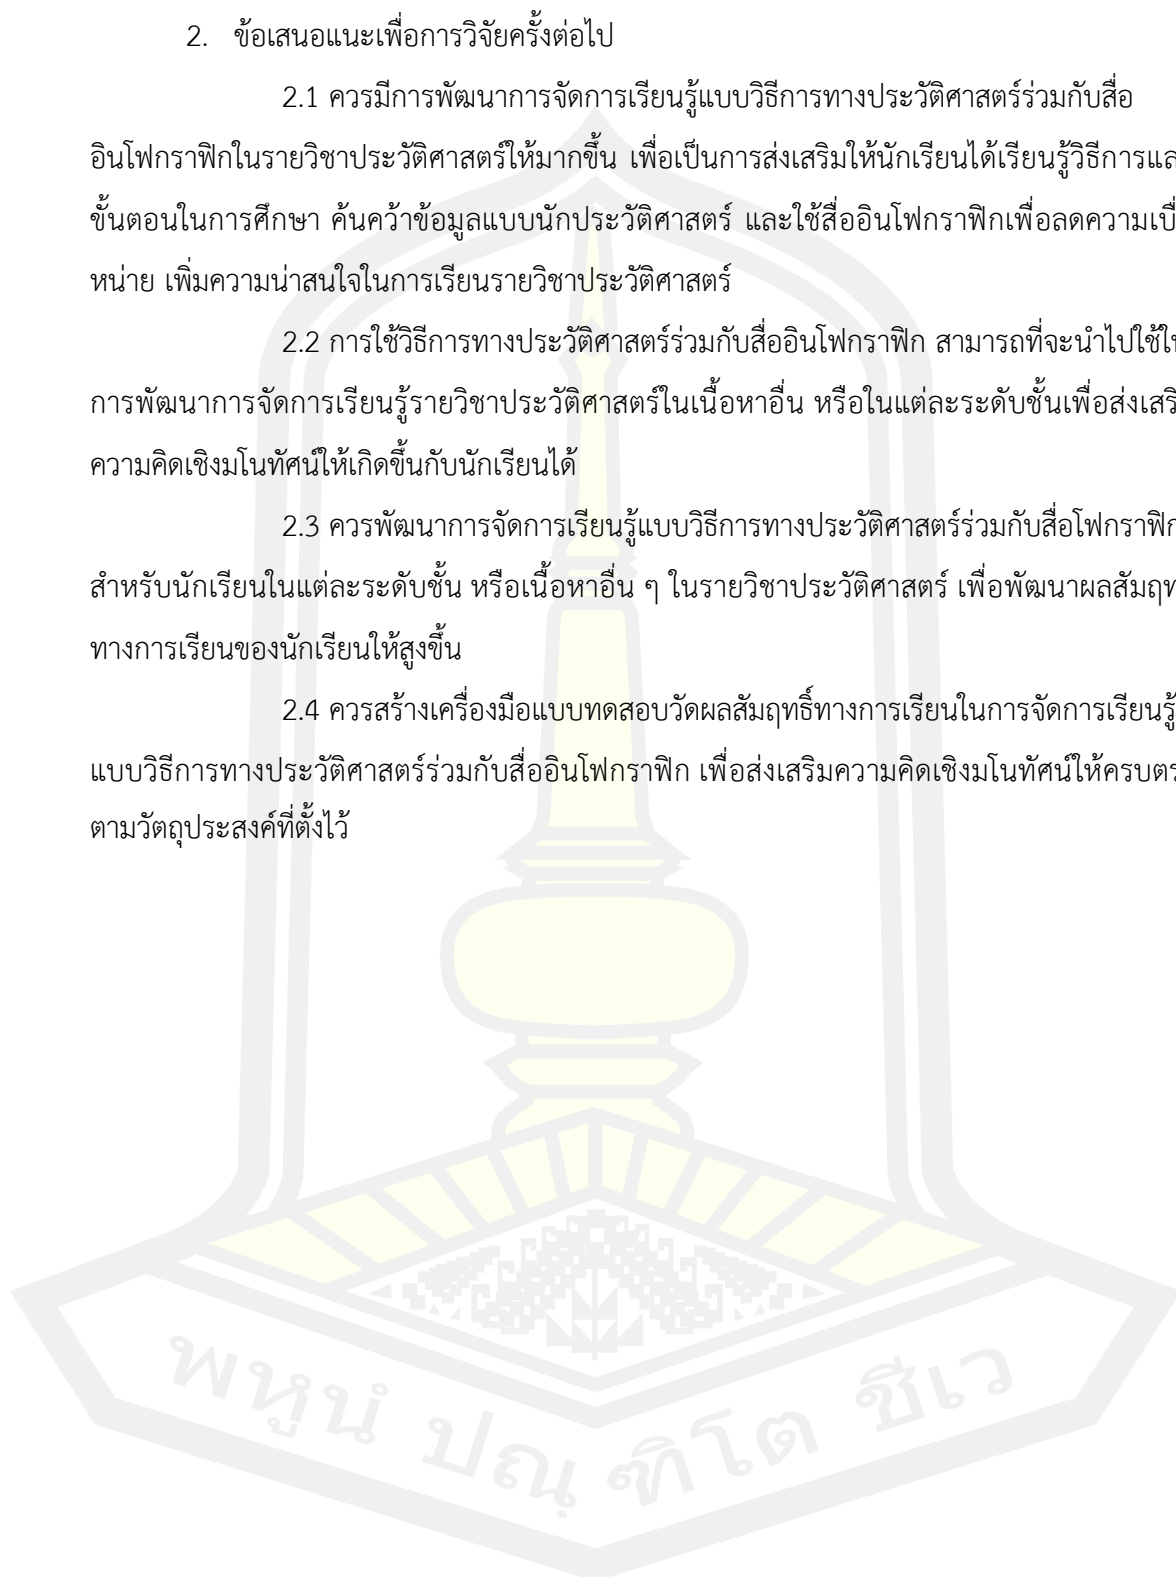 2. ข้อเสนอแนะเพื่อการวิจัยครั้งต่อไป
2.1 ควรมีการพัฒนาการจัดการเรียนรู้แบบวิธีการทางประวัติศาสตร์ร่วมกับสื่อ
อินโฟกราฟิกในรายวิชาประวัติศาสตร์ให้มากขึ้น เพื่อเป็นการส่งเสริมให้นักเรียนได้เรียนรู้วิธีการแล
ขั้นตอนในการศึกษา ค้นคว้าข้อมูลแบบนักประวัติศาสตร์ และใช้สื่ออินโฟกราฟิกเพื่อลดความเบื่
หน่าย เพิ่มความน่าสนใจในการเรียนรายวิชาประวัติศาสตร์
2.2 การใช้วิธีการทางประวัติศาสตร์ร่วมกับสื่ออินโฟกราฟิก สามารถที่จะนำไปใช้ใน
การพัฒนาการจัดการเรียนรู้รายวิชาประวัติศาสตร์ในเนื้อหาอื่น หรือในแต่ละระดับชั้นเพื่อส่งเสริ
ความคิดเชิงมโนทัศน์ให้เกิดขึ้นกับนักเรียนได้
2.3 ควรพัฒนาการจัดการเรียนรู้แบบวิธีการทางประวัติศาสตร์ร่วมกับสื่อโฟกราฟิก
สำหรับนักเรียนในแต่ละระดับชั้น หรือเนื้อหาอื่น ๆ ในรายวิชาประวัติศาสตร์ เพื่อพัฒนาผลสัมฤท
ทางการเรียนของนักเรียนให้สูงขึ้น
2.4 ควรสร้างเครื่องมือแบบทดสอบวัดผลสัมฤทธิ์ทางการเรียนในการจัดการเรียนรู้
แบบวิธีการทางประวัติศาสตร์ร่วมกับสื่ออินโฟกราฟิก เพื่อส่งเสริมความคิดเชิงมโนทัศน์ให้ครบตร
ตามวัตถุประสงค์ที่ตั้งไว้
พหูนํ ปณฺฑิโต ชีเว